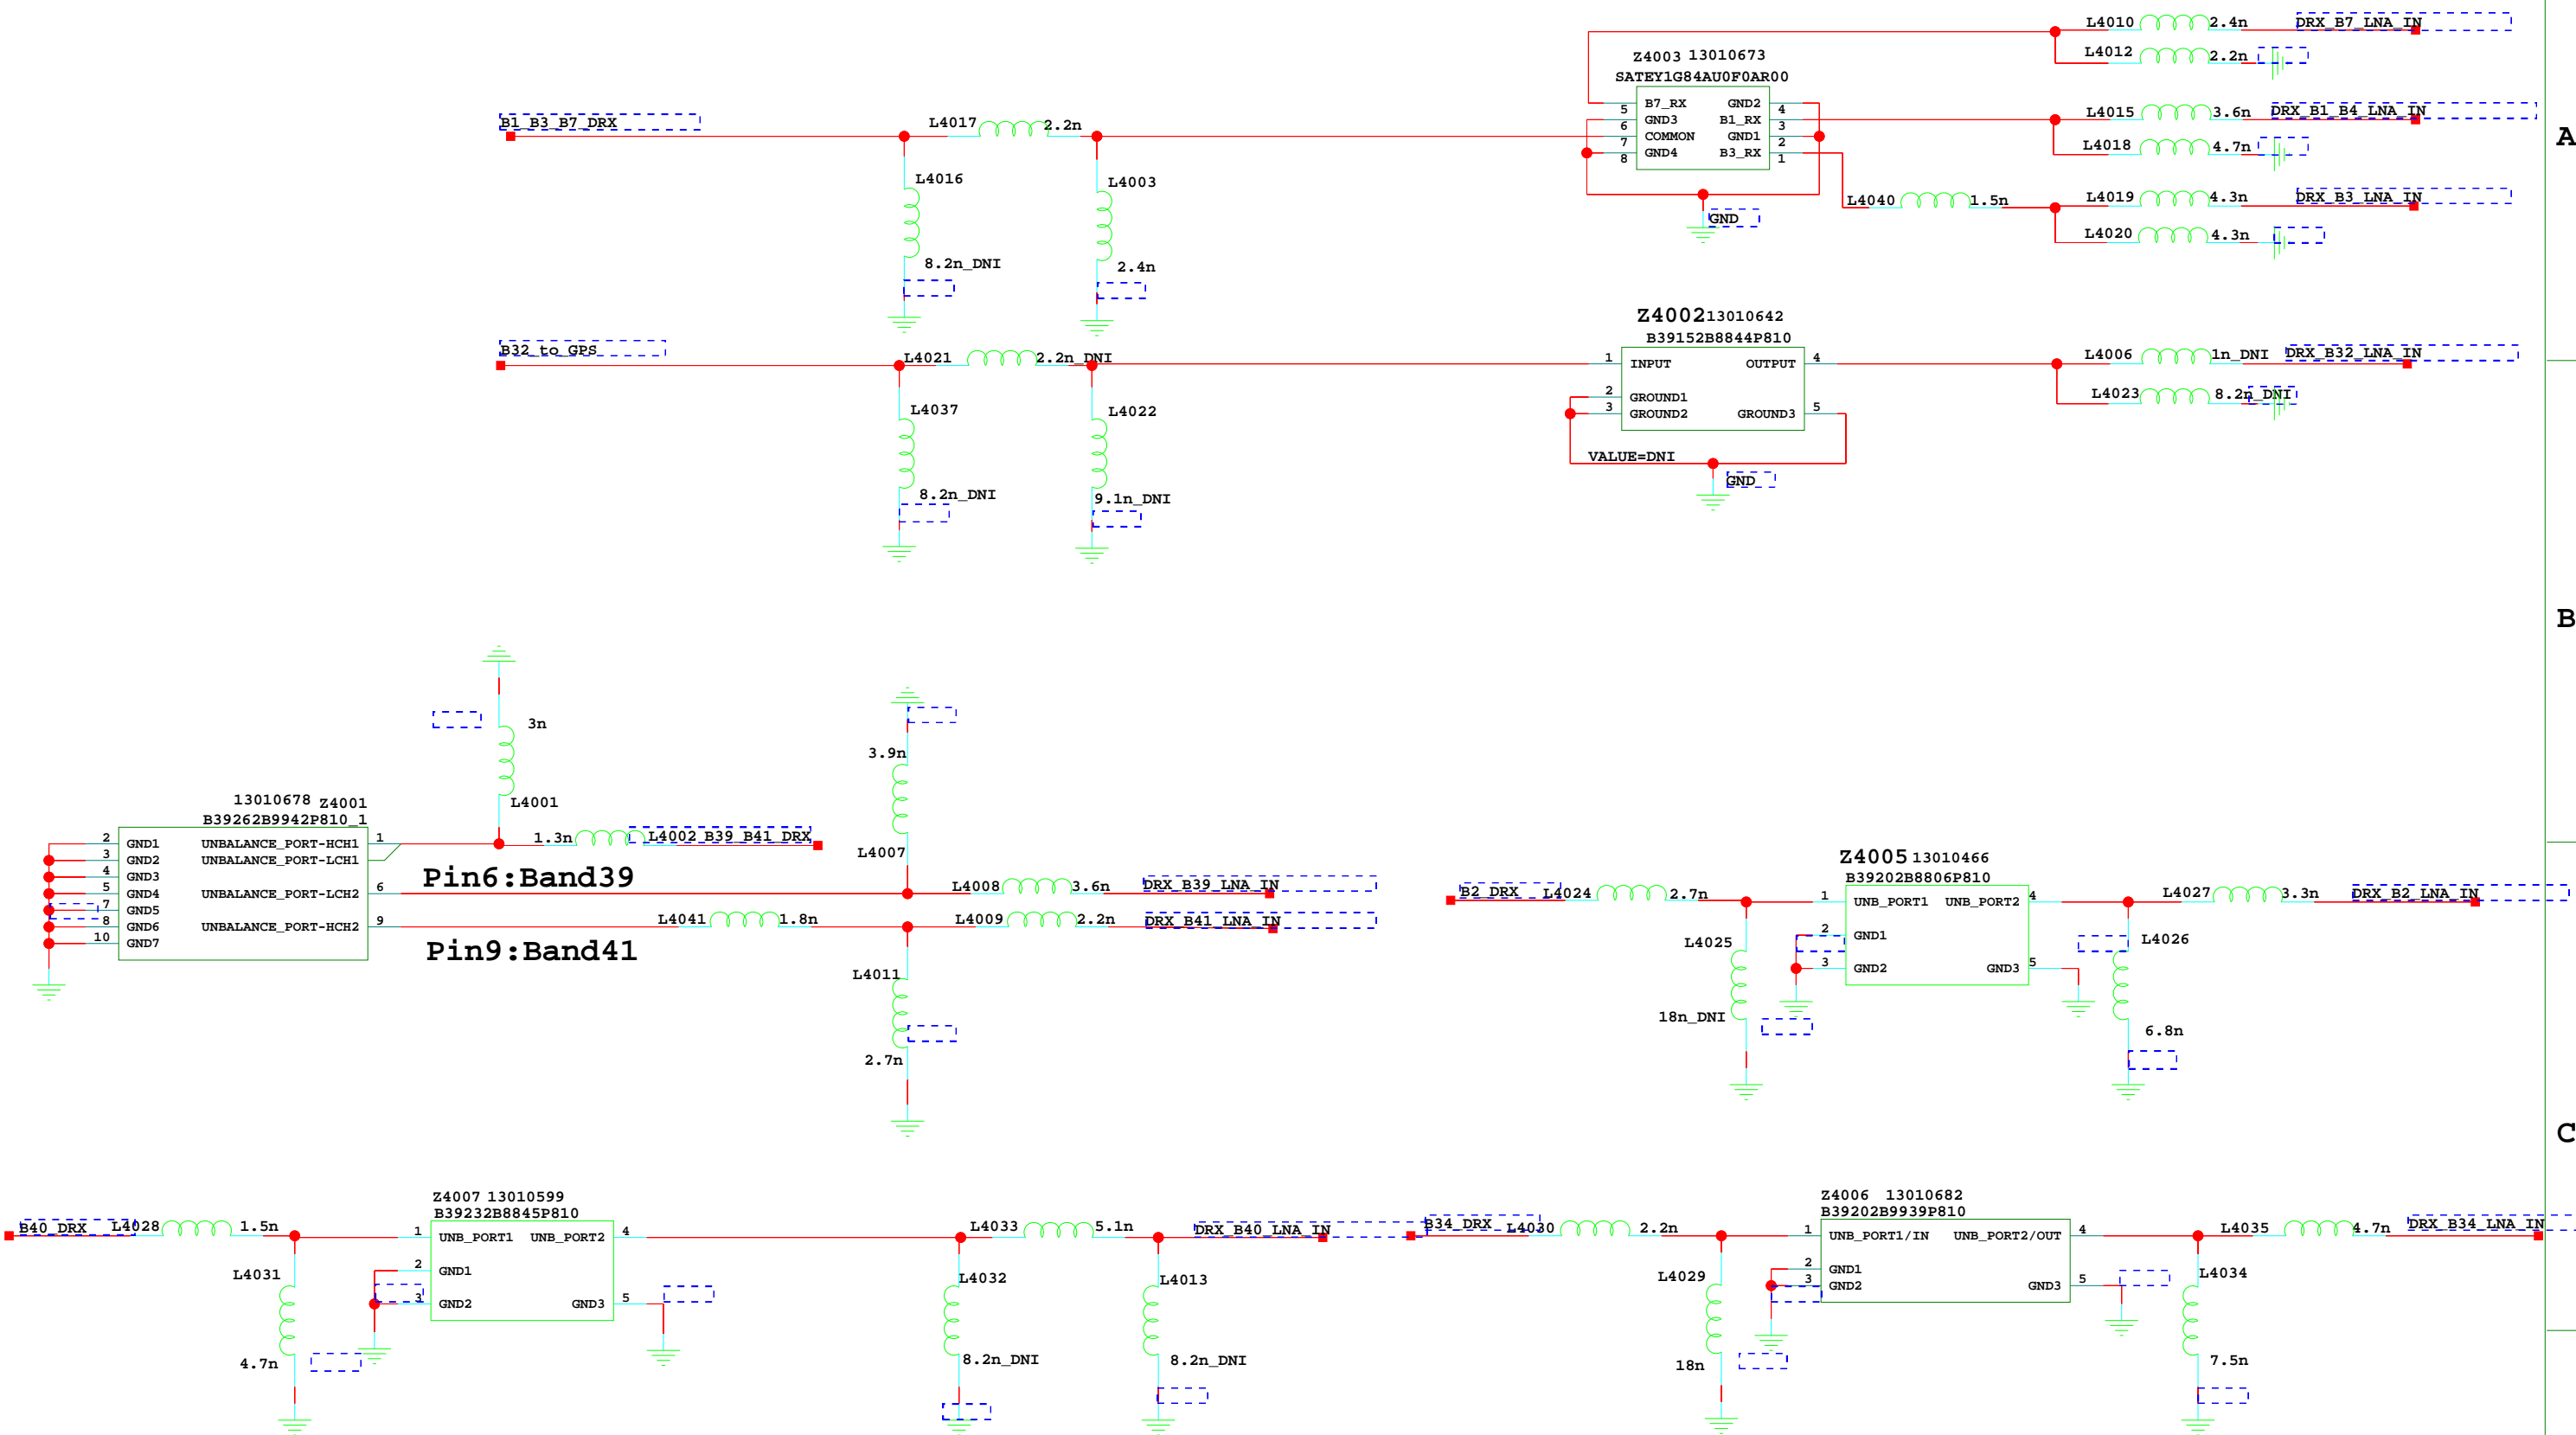 L4010 2.4n DRX_B7_LNA_IN
L4012 2.2n
Z4003 13010673
SATEY1G84AU0F0AR00
B7_RX GND2
5 4
GND3 B1_RX
6 3
COMMON GND1
7 2
GND4 B3_RX
8 1
GND
B1_B3_B7_DRX L4017 2.2n
L4016
8.2n_DNI
L4003
2.4n
L4015 3.6n DRX_B1_B4_LNA_IN
L4018 4.7n
L4040 1.5n
L4019 4.3n DRX_B3_LNA_IN
L4020 4.3n
A
B32_to_GPS L4021 2.2n_DNI
L4037
8.2n_DNI
L4022
9.1n_DNI
Z4002 13010642
B39152B8844P810
1 INPUT OUTPUT 4
2 GROUND1
3 GROUND2 GROUND3 5
VALUE=DNI
GND
L4006 1n_DNI DRX_B32_LNA_IN
L4023 8.2n_DNI
B
3n
L4001
13010678 Z4001
B39262B9942P810_1
2 GND1 UNBALANCE_PORT-HCH1 1
3 GND2 UNBALANCE_PORT-LCH1
4 GND3
5 GND4 UNBALANCE_PORT-LCH2 6
7 GND5
8 GND6 UNBALANCE_PORT-HCH2 9
10 GND7
1.3n L4002 B39_B41_DRX
Pin6:Band39
Pin9:Band41
3.9n
L4007
L4008 3.6n DRX_B39_LNA_IN
L4041 1.8n L4009 2.2n DRX_B41_LNA_IN
L4011
2.7n
B2_DRX L4024 2.7n
L4025
18n_DNI
Z4005 13010466
B39202B8806P810
1 UNB_PORT1 UNB_PORT2 4
2 GND1
3 GND2 GND3 5
L4027 3.3n DRX_B2_LNA_IN
L4026
6.8n
C
B40_DRX L4028 1.5n
L4031
4.7n
Z4007 13010599
B39232B8845P810
1 UNB_PORT1 UNB_PORT2 4
2 GND1
3 GND2 GND3 5
L4033 5.1n DRX_B40_LNA_IN
L4032
8.2n_DNI
L4013
8.2n_DNI
B34_DRX L4030 2.2n
L4029
18n
Z4006 13010682
B39202B9939P810
1 UNB_PORT1/IN UNB_PORT2/OUT 4
2 GND1
3 GND2 GND3 5
L4035 4.7n DRX_B34_LNA_IN
L4034
7.5n